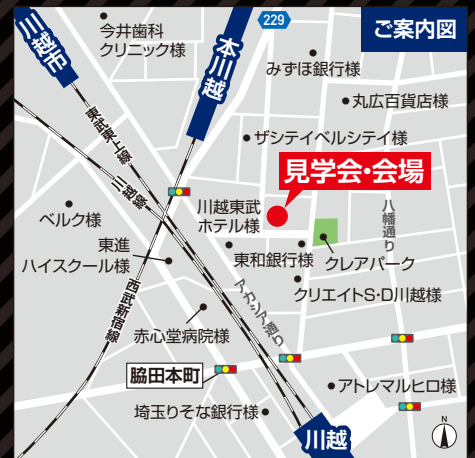 ご案内図
229
今井歯科
クリニック様
川越市
本川越
みずほ銀行様
丸広百貨店様
東武東上線
川越線
ザシテイベルシテイ様
見学会・会場
八幡通り
ベルク様
川越東武
ホテル様
東進
ハイスクール様
東和銀行様
クレアパーク
クリエイトS・D川越様
アカシア通り
西武新宿線
赤心堂病院様
脇田本町
アトレマルヒロ様
埼玉りそな銀行様
川越
N